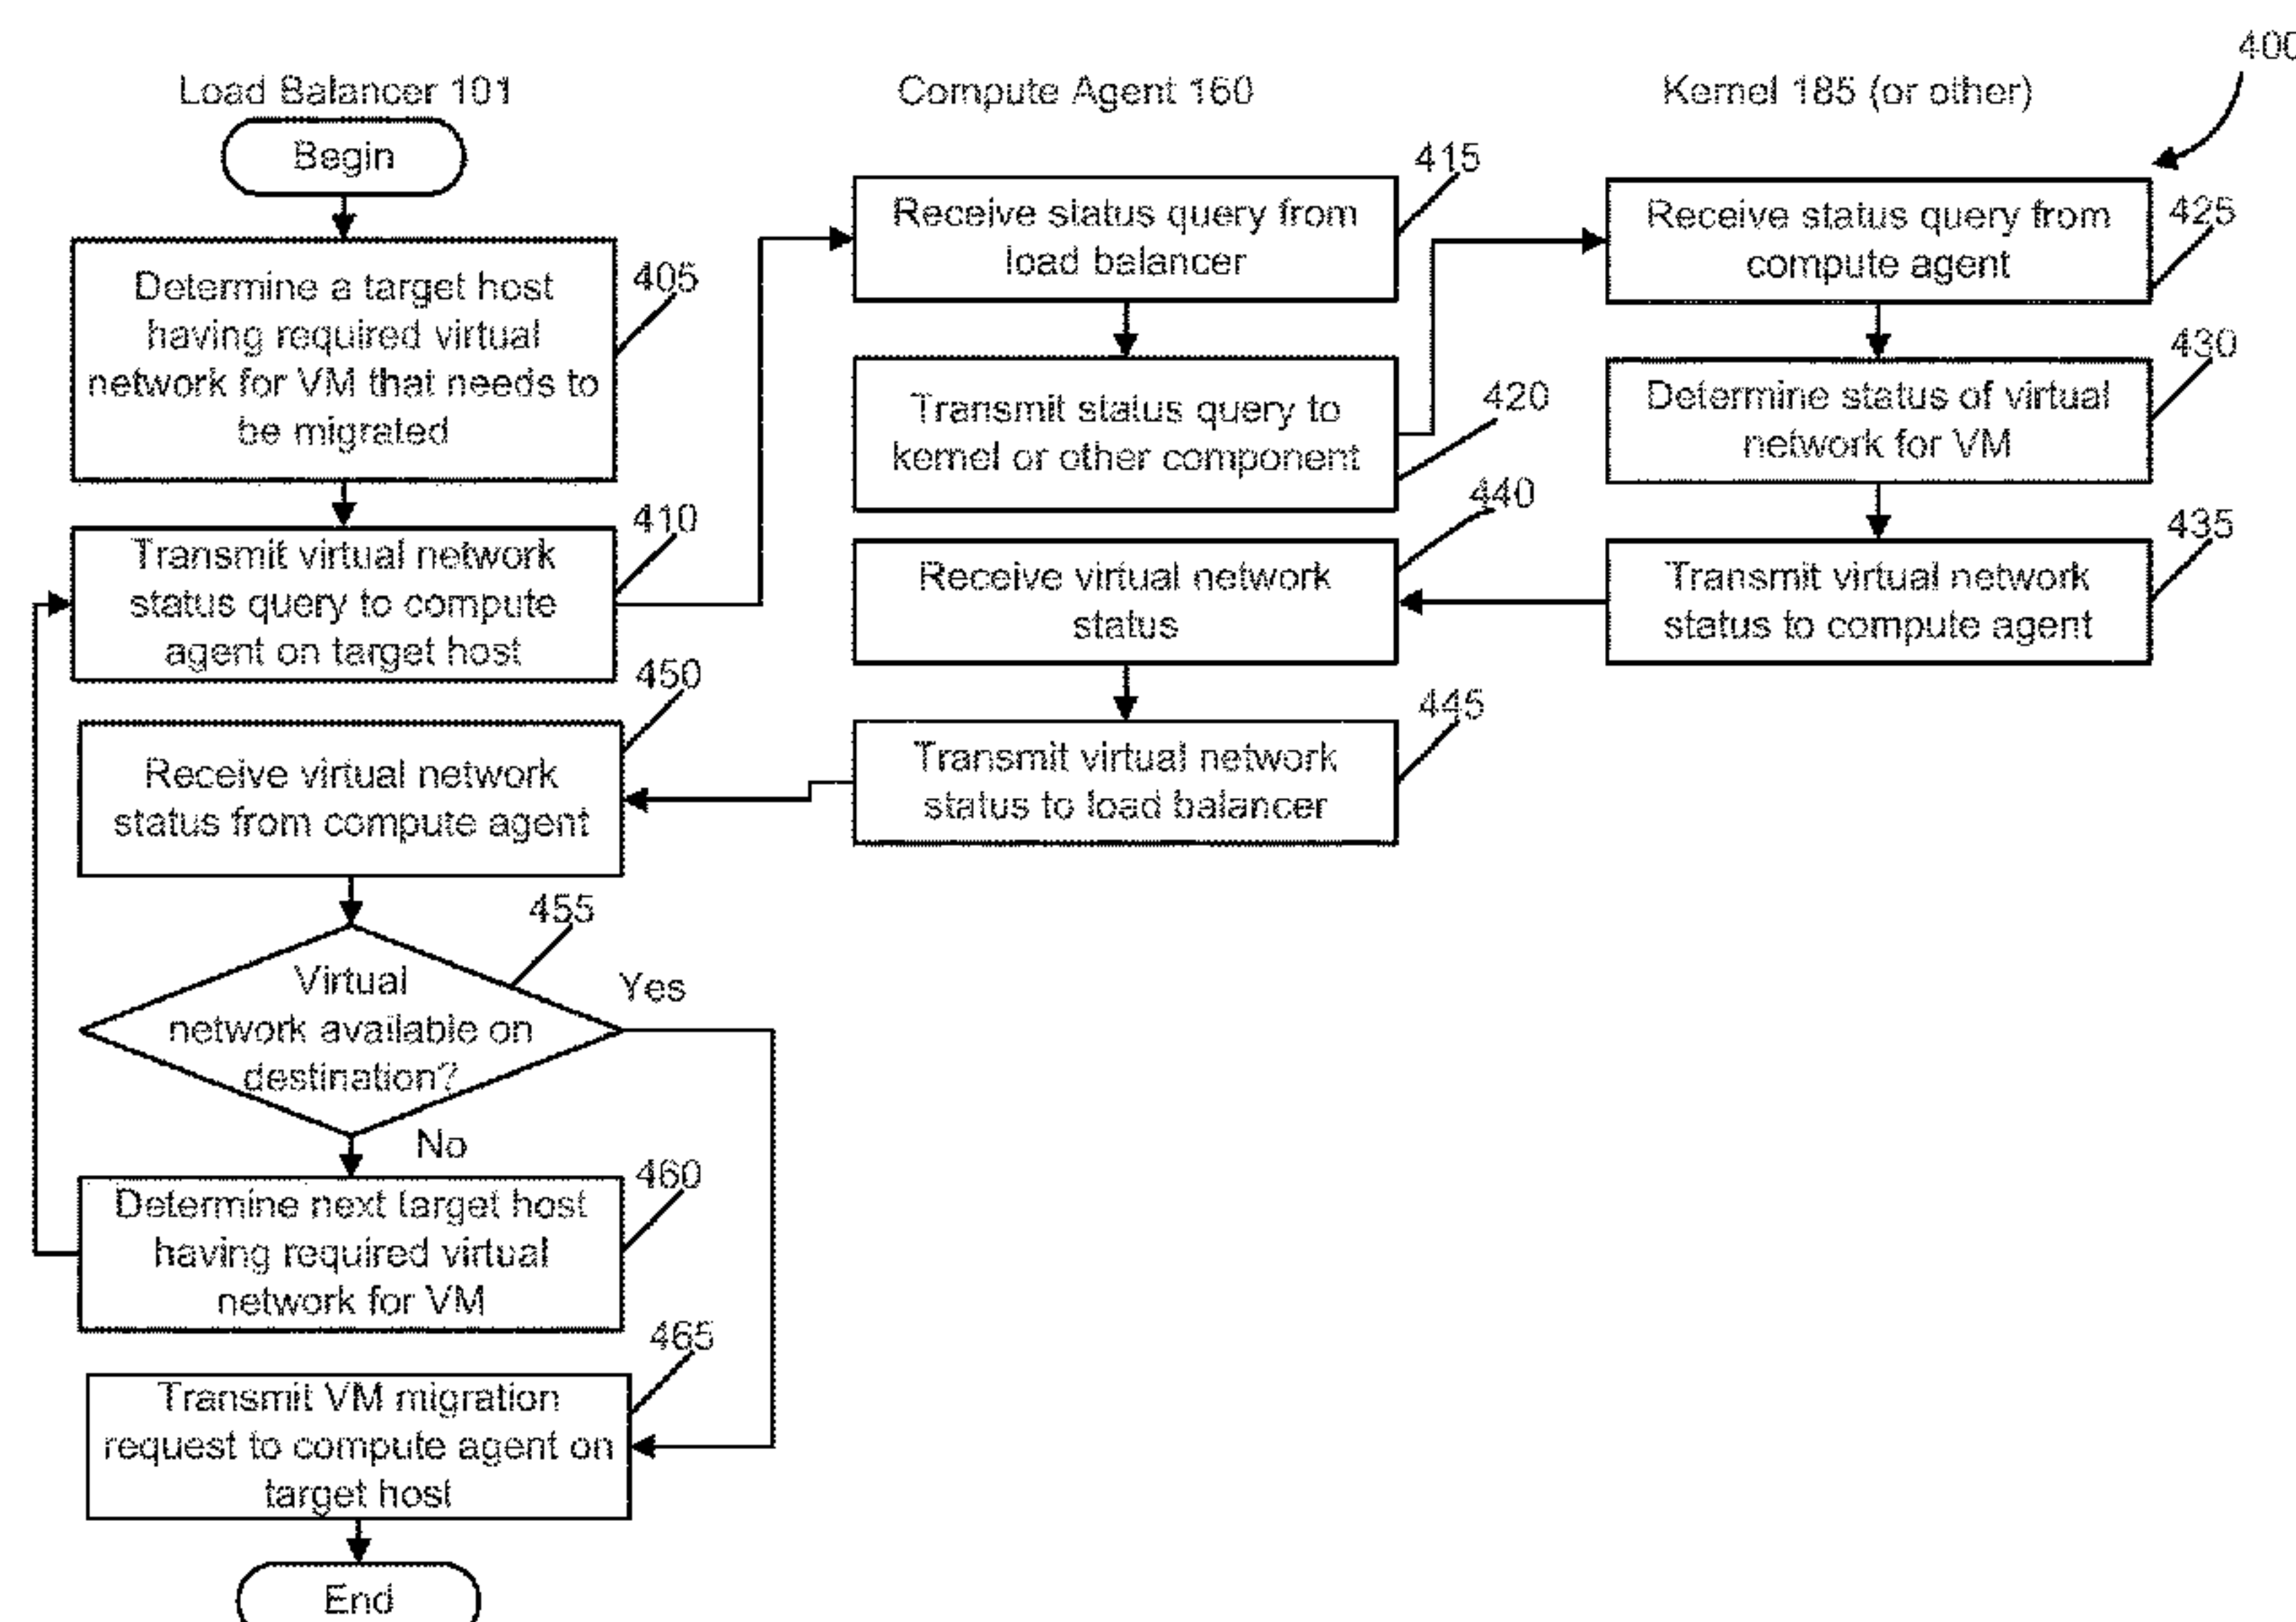 400
Load Balancer 101
Compute Agent 160
Kernel 185 (or other)
Begin
405
Determine a target host
having required virtual
network for VM that needs to
be migrated
410
Transmit virtual network
status query to compute
agent on target host
415
Receive status query from
load balancer
420
Transmit status query to
kernel or other component
425
Receive status query from
compute agent
430
Determine status of virtual
network for VM
435
Transmit virtual network
status to compute agent
440
Receive virtual network
status
445
Transmit virtual network
status to load balancer
450
Receive virtual network
status from compute agent
455
Virtual
network available on
destination?
Yes
No
460
Determine next target host
having required virtual
network for VM
465
Transmit VM migration
request to compute agent on
target host
End